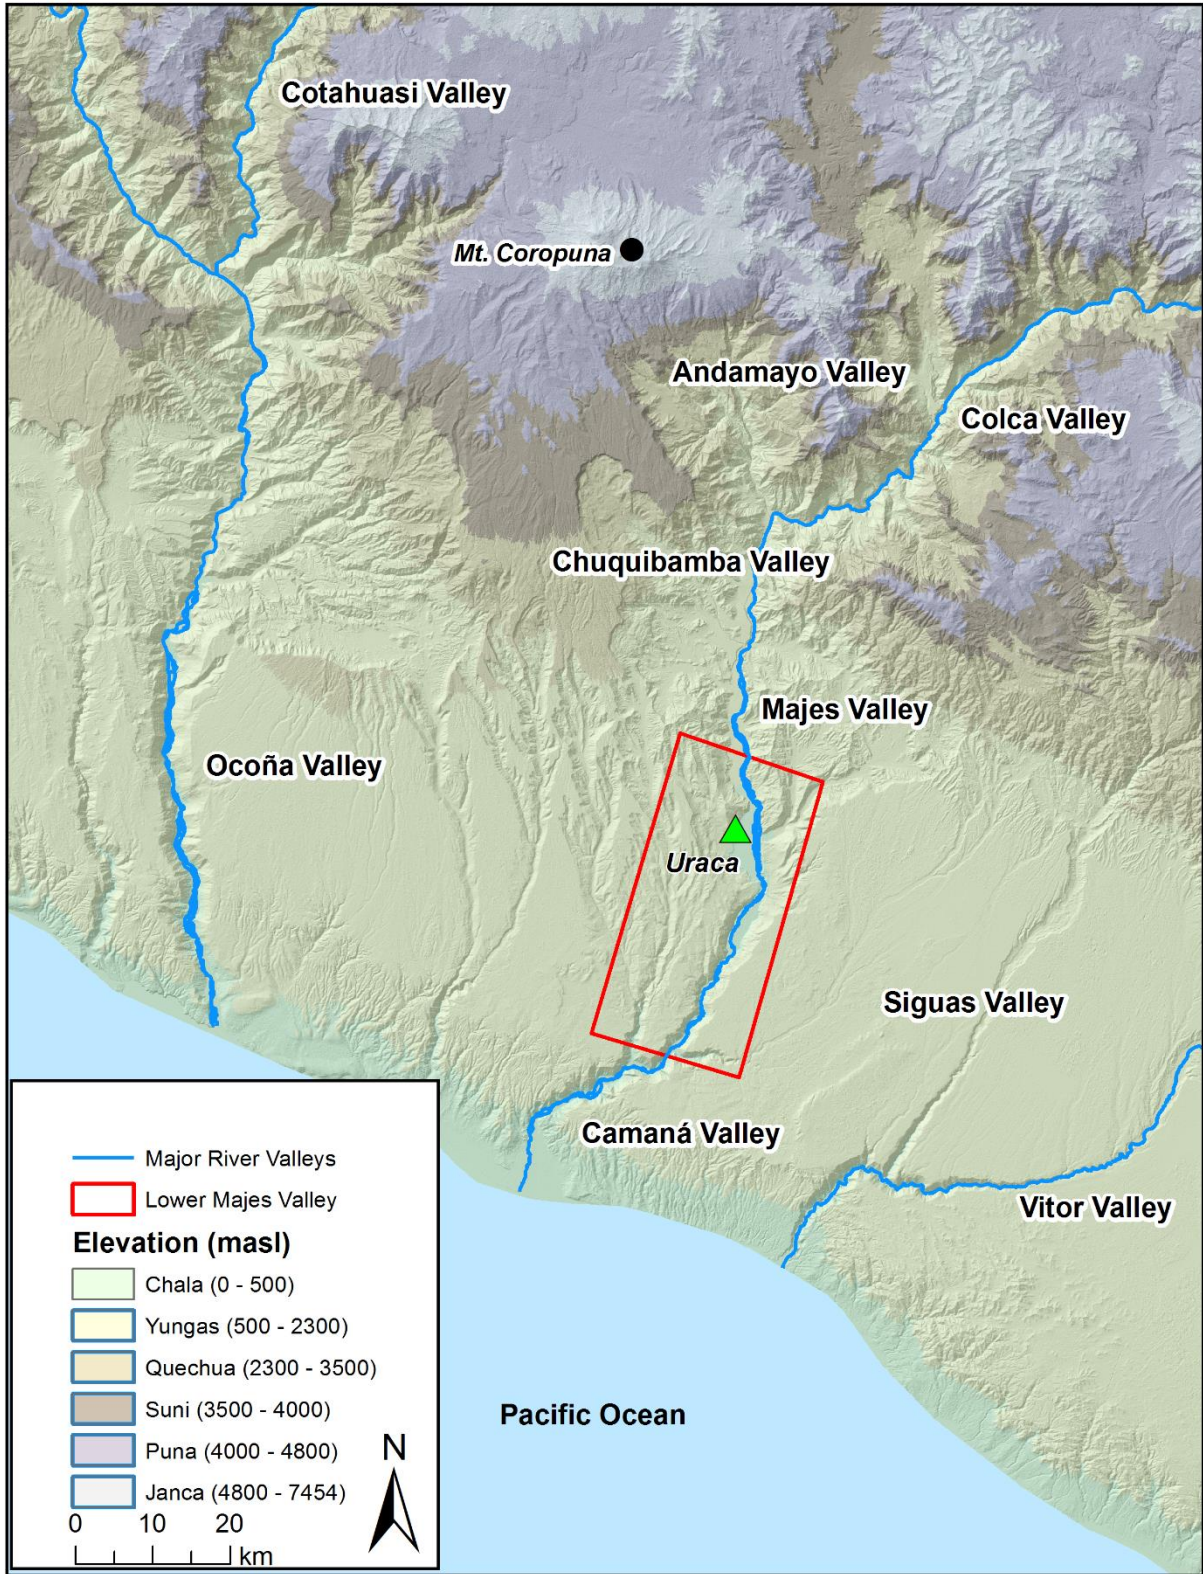 Cotahuasi Valley
Mt. Coropuna
Andamayo Valley
Colca Valley
Chuquibamba Valley
Majes Valley
Ocoña Valley
Uraca
Siguas Valley
Camaná Valley
Vitor Valley
Pacific Ocean
Major River Valleys
Lower Majes Valley
Elevation (masl)
Chala (0 - 500)
Yungas (500 - 2300)
Quechua (2300 - 3500)
Suni (3500 - 4000)
Puna (4000 - 4800)
Janca (4800 - 7454)
N
0 10 20
km